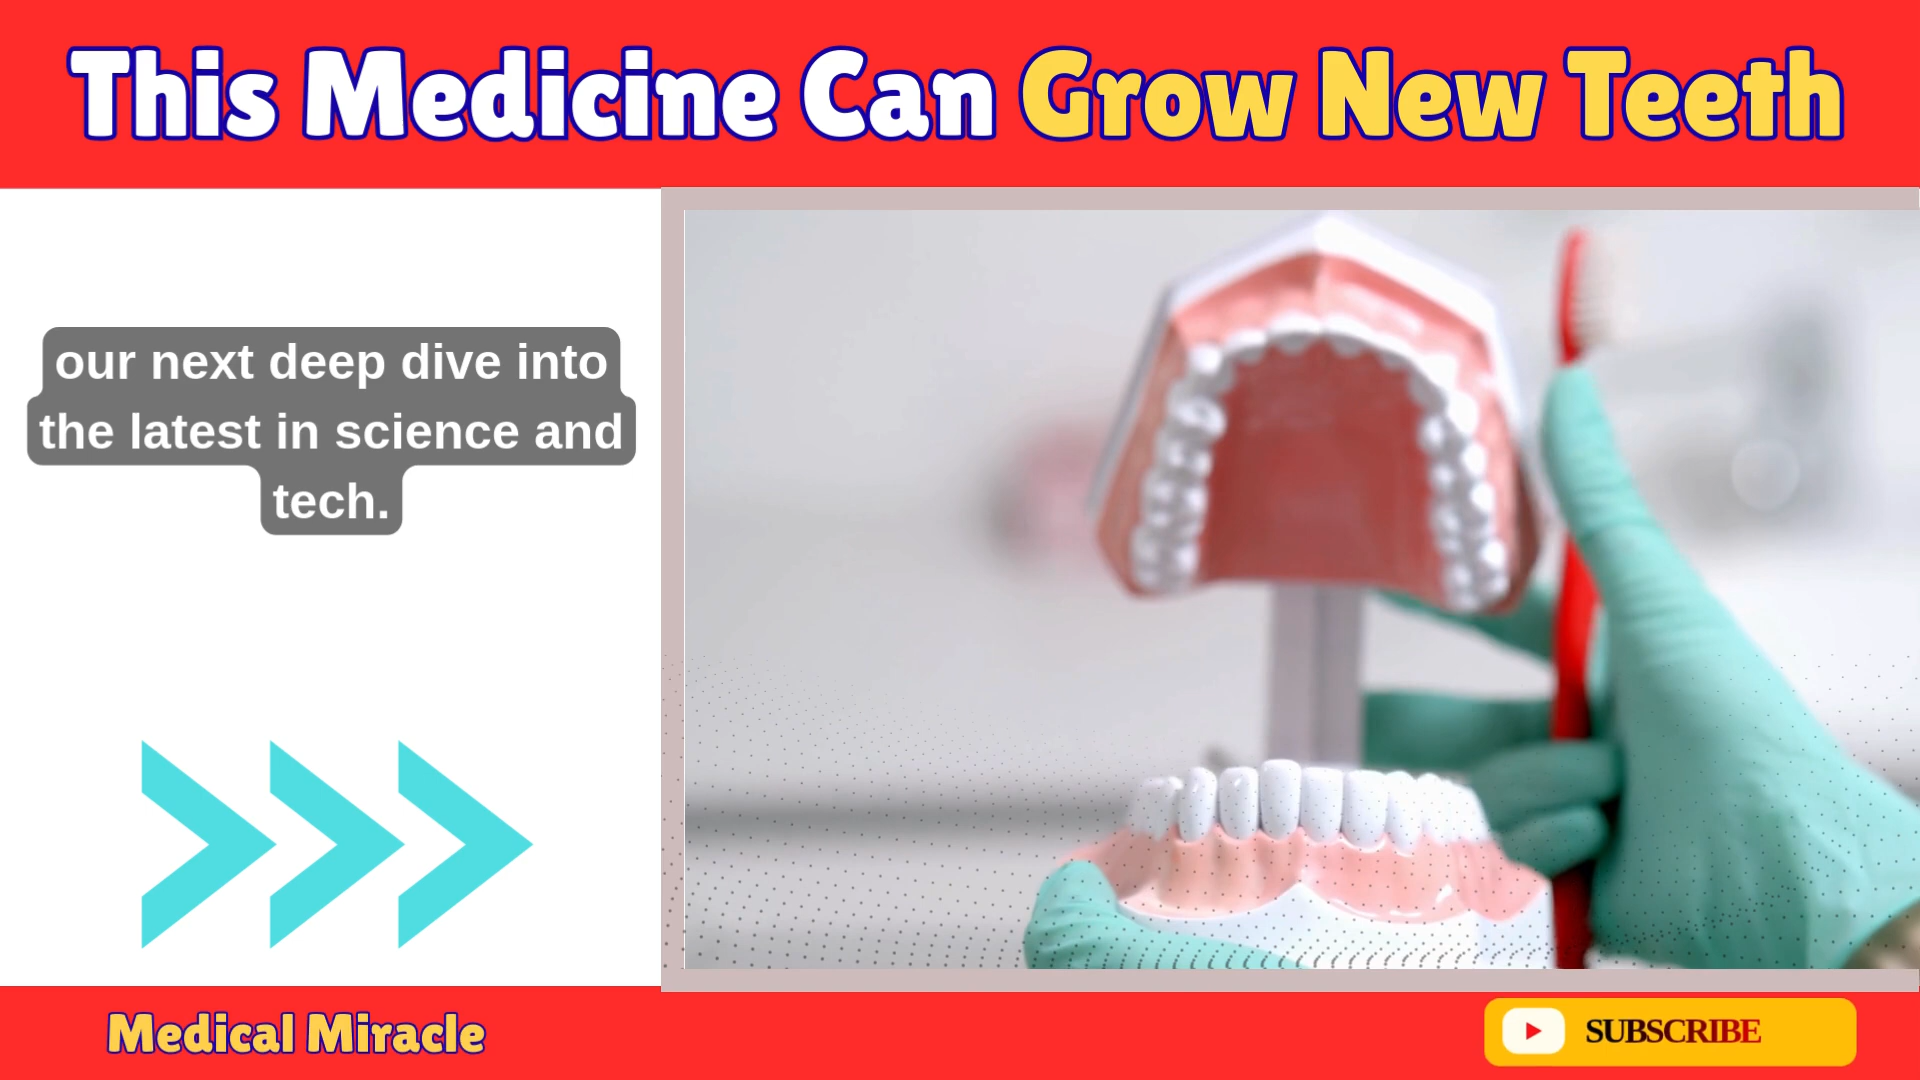 This Medicine Can Grow New Teeth
our next deep dive into
the latest in science and
tech.
Medical Miracle
SUBSCRIBE